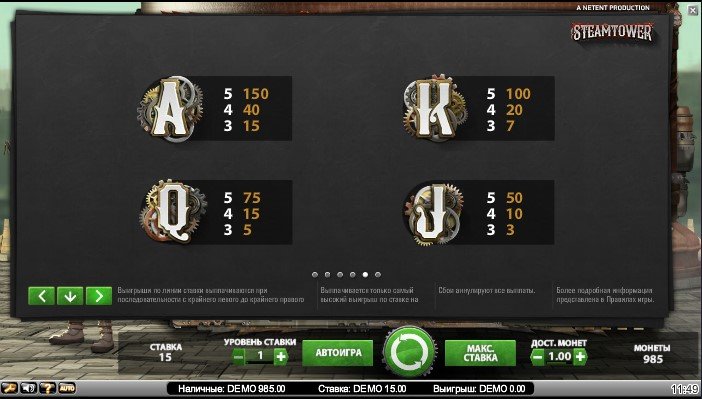 A NETENT PRODUCTION
STEAMTOWER
A
5 150
4 40
3 15
K
5 100
4 20
3 7
Q
5 75
4 15
3 5
J
5 50
4 10
3 3
Выигрыши по линии ставки выплачиваются при
последовательности с крайнего левого до крайнего правого
Выплачивается только самый
высокий выигрыш по ставке на
Сбои аннулируют все выплаты.
Более подробная информация
представлена в Правилах игры.
СТАВКА
15
УРОВЕНЬ СТАВКИ
1
АВТОИГРА
МАКС.
СТАВКА
ДОСТ. МОНЕТ
1.00
МОНЕТЫ
985
AUTO
Наличные: DEMO 985.00
Ставка: DEMO 15.00
Выигрыш: DEMO 0.00
11:49